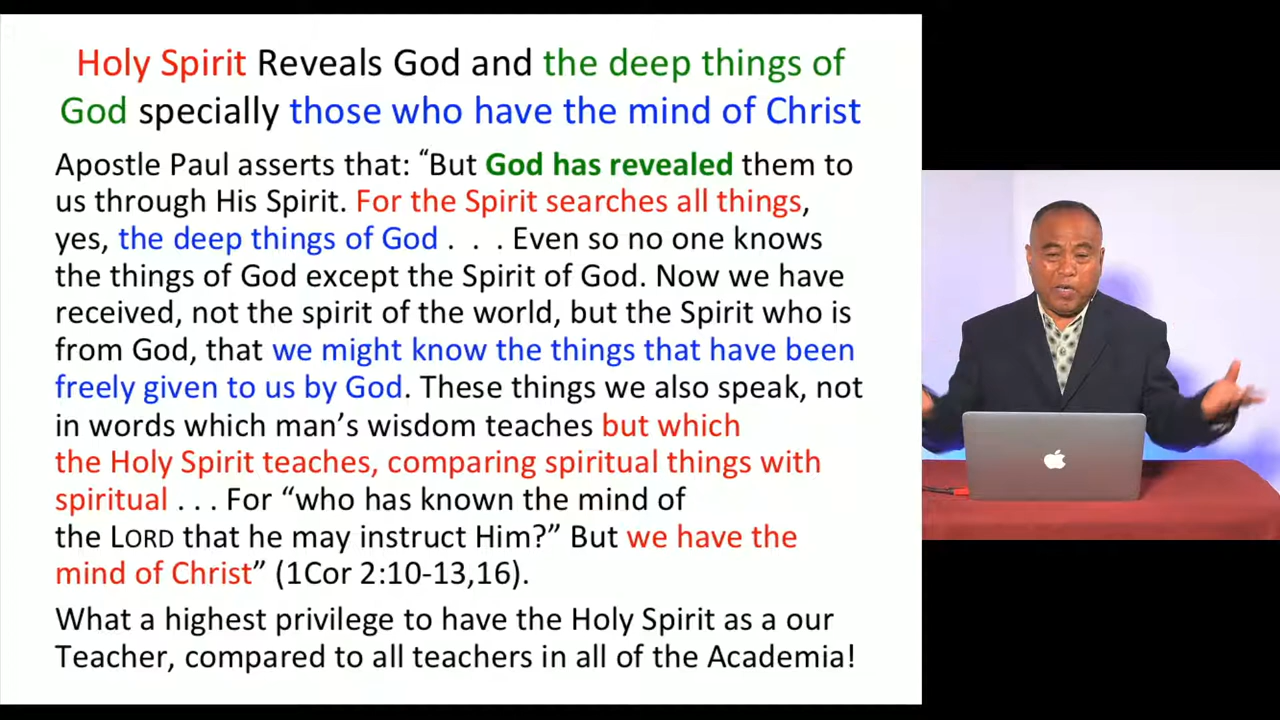 Holy Spirit Reveals God and the deep things of
God specially those who have the mind of Christ
Apostle Paul asserts that: “But God has revealed them to
us through His Spirit. For the Spirit searches all things,
yes, the deep things of God . . . Even so no one knows
the things of God except the Spirit of God. Now we have
received, not the spirit of the world, but the Spirit who is
from God, that we might know the things that have been
freely given to us by God. These things we also speak, not
in words which man’s wisdom teaches but which
the Holy Spirit teaches, comparing spiritual things with
spiritual . . . For “who has known the mind of
the LORD that he may instruct Him?” But we have the
mind of Christ” (1Cor 2:10-13,16).
What a highest privilege to have the Holy Spirit as a our
Teacher, compared to all teachers in all of the Academia!